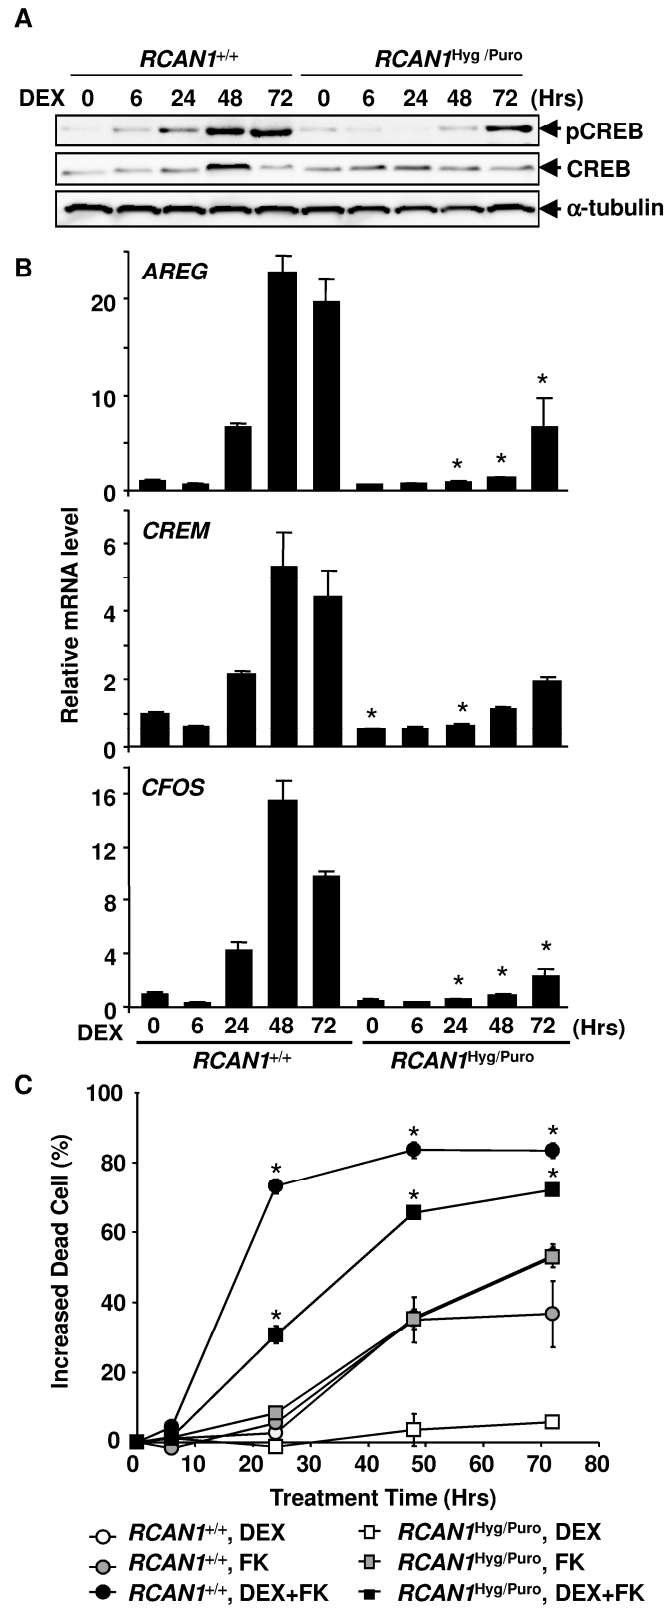 A
RCAN1+/+ RCAN1Hyg /Puro
DEX 0 6 24 48 72 0 6 24 48 72 (Hrs)
pCREB
CREB
α-tubulin
B
AREG
20
10
0
CREM
6
4
2
0
Relative mRNA level
CFOS
16
12
8
4
0
DEX 0 6 24 48 72 0 6 24 48 72 (Hrs)
RCAN1+/+ RCAN1Hyg/Puro
* * *
* *
* * *
C
100
80
60
40
20
0
Increased Dead Cell (%)
* * *
* * *
0 10 20 30 40 50 60 70 80
Treatment Time (Hrs)
RCAN1+/+, DEX RCAN1Hyg/Puro, DEX
RCAN1+/+, FK RCAN1Hyg/Puro, FK
RCAN1+/+, DEX+FK RCAN1Hyg/Puro, DEX+FK